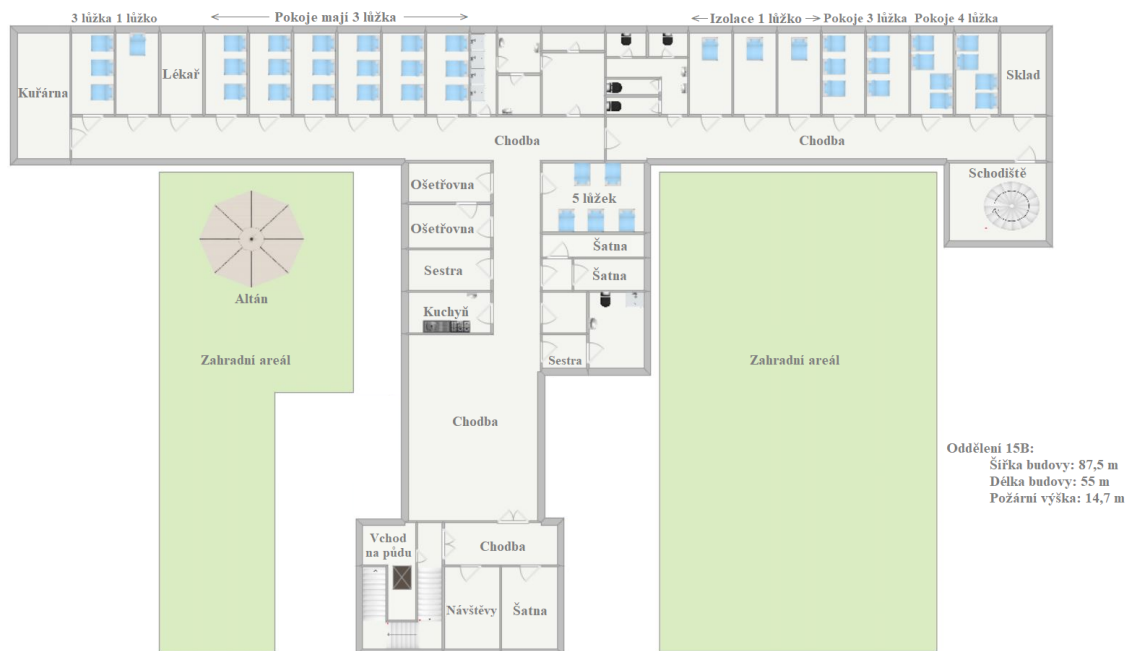 3 lůžka 1 lůžko
Pokoje mají 3 lůžka
Izolace 1 lůžko
Pokoje 3 lůžka
Pokoje 4 lůžka
Kuřárna
Lékař
Sklad
Chodba
Chodba
Ošetřovna
5 lůžek
Schodiště
Ošetřovna
Šatna
Sestra
Šatna
Altán
Kuchyň
Zahradní areál
Sestra
Zahradní areál
Chodba
Oddělení 15B:
Šířka budovy: 87,5 m
Délka budovy: 55 m
Požární výška: 14,7 m
Vchod
na půdu
Chodba
Návštěvy
Šatna